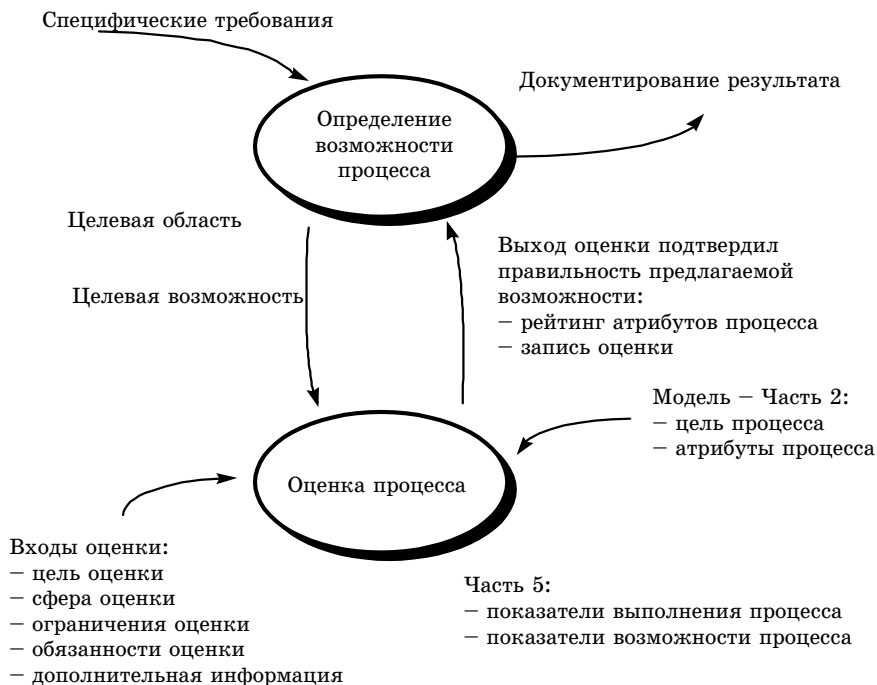 Специфические требования
Документирование результата
Определение
возможности
процесса
Целевая область
Целевая возможность
Выход оценки подтвердил
правильность предлагаемой
возможности:
– рейтинг атрибутов процесса
– запись оценки
Модель – Часть 2:
– цель процесса
– атрибуты процесса
Оценка процесса
Входы оценки:
– цель оценки
– сфера оценки
– ограничения оценки
– обязанности оценки
– дополнительная информация
Часть 5:
– показатели выполнения процесса
– показатели возможности процесса